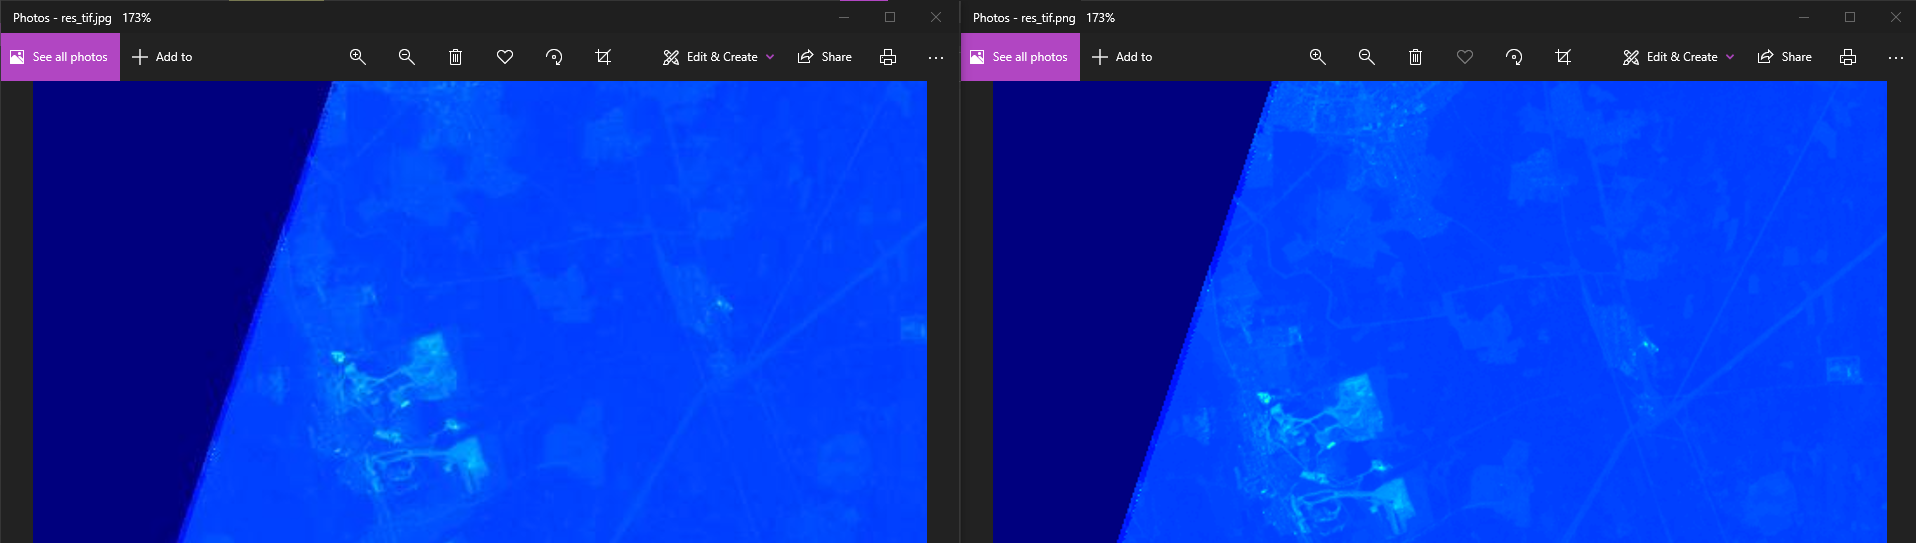 Photos - res_tif.jpg 173%
See all photos
Add to
Edit & Create
Share
Photos - res_tif.png 173%
See all photos
Add to
Edit & Create
Share